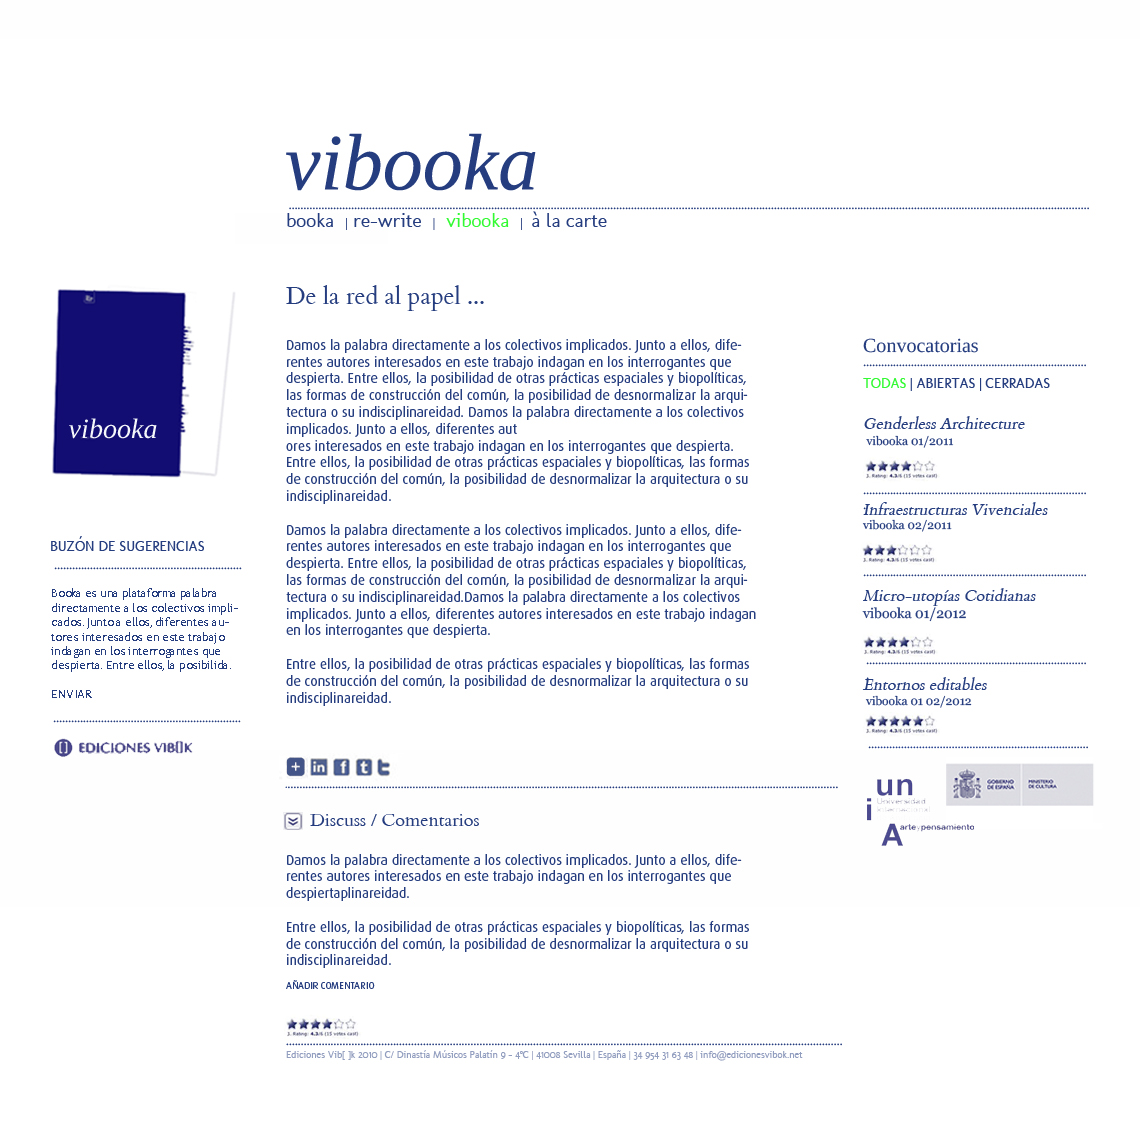 vibooka
booka | re-write | vibooka | à la carte
vibooka
BUZÓN DE SUGERENCIAS
Booka es una plataforma palabra
directamente a los colectivos impli-
cados. Junto a ellos, diferentes au-
tores interesados en este trabajo
indagan en los interrogantes que
despierta. Entre ellos, la posibilida.
ENVIAR
EDICIONES VIB[]K
De la red al papel ...
Damos la palabra directamente a los colectivos implicados. Junto a ellos, dife-
rentes autores interesados en este trabajo indagan en los interrogantes que
despierta. Entre ellos, la posibilidad de otras prácticas espaciales y biopolíticas,
las formas de construcción del común, la posibilidad de desnormalizar la arqui-
tectura o su indisciplinareidad. Damos la palabra directamente a los colectivos
implicados. Junto a ellos, diferentes aut
ores interesados en este trabajo indagan en los interrogantes que despierta.
Entre ellos, la posibilidad de otras prácticas espaciales y biopolíticas, las formas
de construcción del común, la posibilidad de desnormalizar la arquitectura o su
indisciplinareidad.
Damos la palabra directamente a los colectivos implicados. Junto a ellos, dife-
rentes autores interesados en este trabajo indagan en los interrogantes que
despierta. Entre ellos, la posibilidad de otras prácticas espaciales y biopolíticas,
las formas de construcción del común, la posibilidad de desnormalizar la arqui-
tectura o su indisciplinareidad.Damos la palabra directamente a los colectivos
implicados. Junto a ellos, diferentes autores interesados en este trabajo indagan
en los interrogantes que despierta.
Entre ellos, la posibilidad de otras prácticas espaciales y biopolíticas, las formas
de construcción del común, la posibilidad de desnormalizar la arquitectura o su
indisciplinareidad.
Discuss / Comentarios
Damos la palabra directamente a los colectivos implicados. Junto a ellos, dife-
rentes autores interesados en este trabajo indagan en los interrogantes que
despiertaplinareidad.
Entre ellos, la posibilidad de otras prácticas espaciales y biopolíticas, las formas
de construcción del común, la posibilidad de desnormalizar la arquitectura o su
indisciplinareidad.
AÑADIR COMENTARIO
Rating: 4.3/5 (15 votes cast)
Ediciones Vib[ ]k 2010 | C/ Dinastía Músicos Palatín 9 - 4ºC | 41008 Sevilla | España | 34 954 31 63 48 | info@edicionesvibok.net
Convocatorias
TODAS | ABIERTAS | CERRADAS
Genderless Architecture
vibooka 01/2011
Rating: 4.3/5 (15 votes cast)
Infraestructuras Vivenciales
vibooka 02/2011
Rating: 4.3/5 (15 votes cast)
Micro-utopías Cotidianas
vibooka 01/2012
Rating: 4.3/5 (15 votes cast)
Entornos editables
vibooka 01 02/2012
Rating: 4.3/5 (15 votes cast)
un
i
Universidad
A
arte y pensamiento
GOBIERNO
DE ESPAÑA
MINISTERIO
DE CULTURA